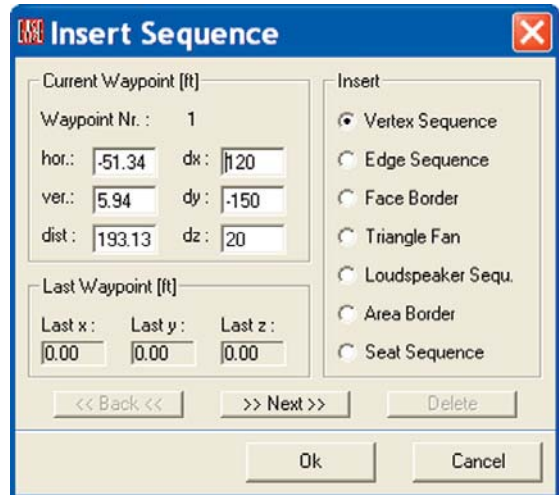 EASE Insert Sequence
Current Waypoint [ft]
Waypoint Nr. : 1
hor.: -51.34 dx : 120
ver.: 5.94 dy : -150
dist : 193.13 dz : 20
Last Waypoint [ft]
Last x : Last y : Last z :
0.00 0.00 0.00
Insert
Vertex Sequence
Edge Sequence
Face Border
Triangle Fan
Loudspeaker Sequ.
Area Border
Seat Sequence
<< Back << >> Next >> Delete
Ok Cancel